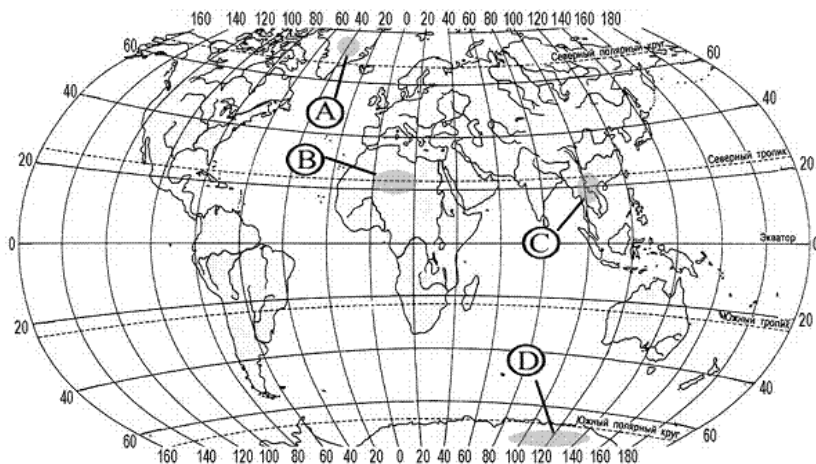 160 140 120 100 80 60 40 0 20 40 60 80 100 120 140 160 180
60 Северный полярный круг 60
A
40 40
B
20 Северный тропик 20
C
0 Экватор 0
20 Южный тропик 20
D
40 40
60 Южный полярный круг 60
160 140 120 100 80 60 40 20 0 20 40 60 80 100 120 140 160 180